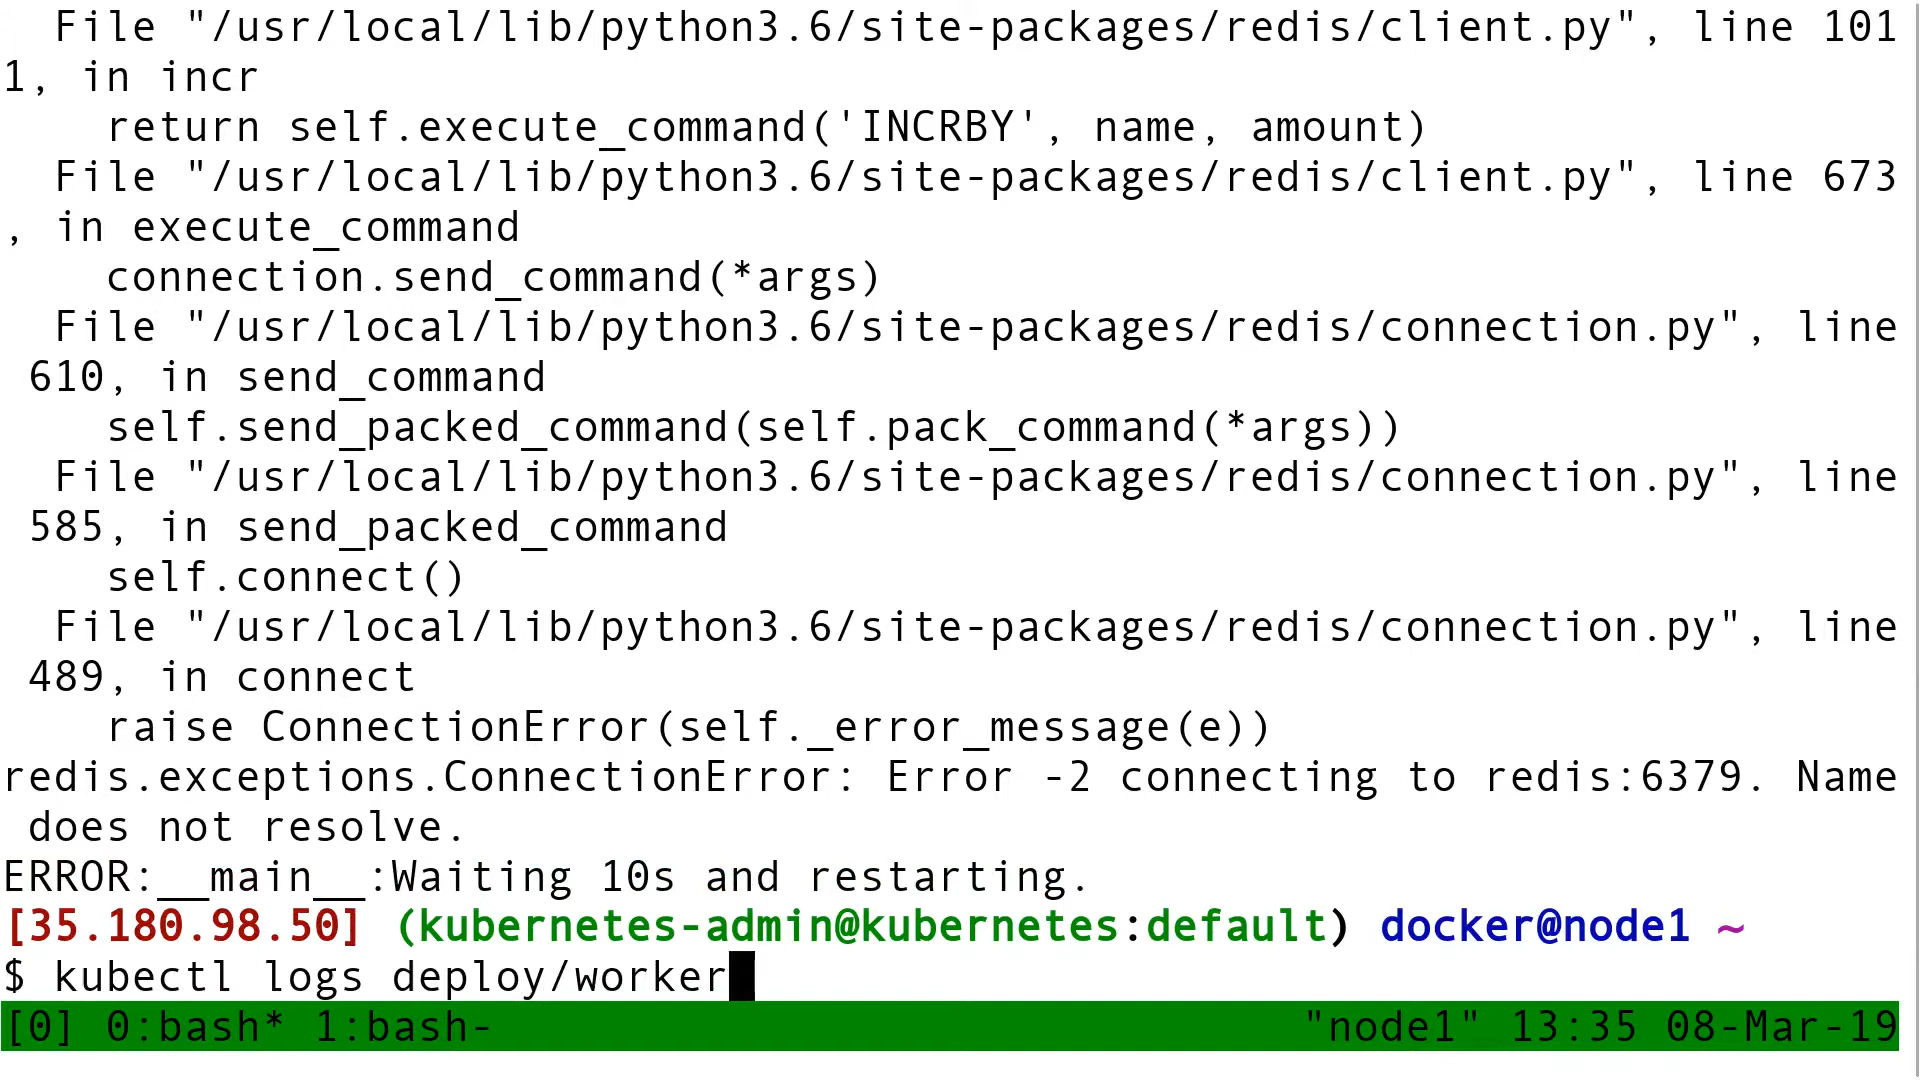 File "/usr/local/lib/python3.6/site-packages/redis/client.py", line 101
1, in incr
    return self.execute_command('INCRBY', name, amount)
  File "/usr/local/lib/python3.6/site-packages/redis/client.py", line 673
, in execute_command
    connection.send_command(*args)
  File "/usr/local/lib/python3.6/site-packages/redis/connection.py", line
 610, in send_command
    self.send_packed_command(self.pack_command(*args))
  File "/usr/local/lib/python3.6/site-packages/redis/connection.py", line
 585, in send_packed_command
    self.connect()
  File "/usr/local/lib/python3.6/site-packages/redis/connection.py", line
 489, in connect
    raise ConnectionError(self._error_message(e))
redis.exceptions.ConnectionError: Error -2 connecting to redis:6379. Name
 does not resolve.
ERROR:__main__:Waiting 10s and restarting.
[35.180.98.50] (kubernetes-admin@kubernetes:default) docker@node1 ~
$ kubectl logs deploy/worker
[0] 0:bash* 1:bash- "node1" 13:35 08-Mar-19